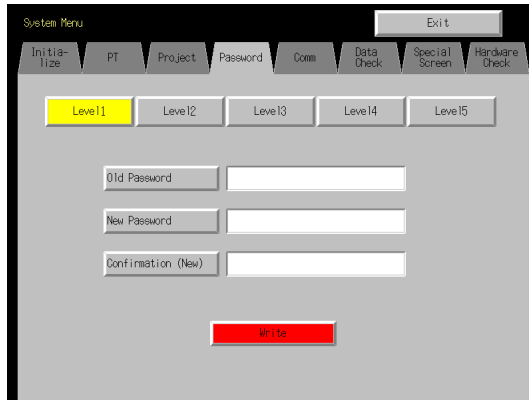 System Menu
Exit
Initia-
lize
PT
Project
Password
Comm
Data
Check
Special
Screen
Hardware
Check
Level1
Level2
Level3
Level4
Level5
Old Password
New Password
Confirmation (New)
Write